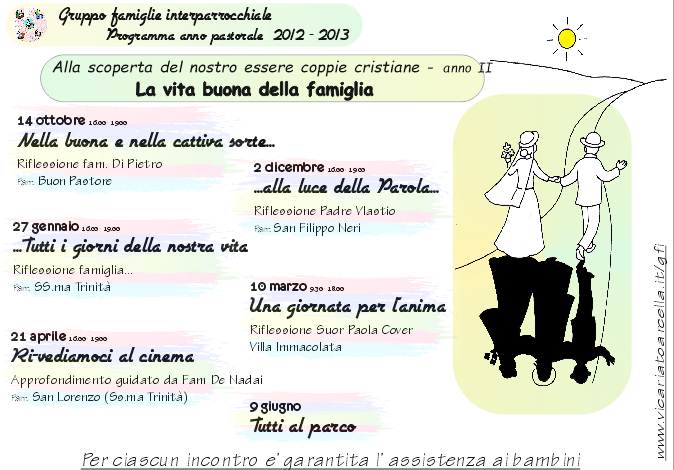 Gruppo famiglie interparrocchiale
Programma anno pastorale 2012 - 2013
Alla scoperta del nostro essere coppie cristiane - anno II
La vita buona della famiglia
14 ottobre 16.00 19.00
Nella buona e nella cattiva sorte...
Riflessione fam. Di Pietro
Parr. Buon Pastore
2 dicembre 16.00 19.00
...alla luce della Parola...
Riflessione Padre Vlastio
Parr. San Filippo Neri
27 gennaio 16.00 19.00
...Tutti i giorni della nostra vita
Riflessione famiglia...
Parr. SS.ma Trinità
10 marzo 9.30 18.00
Una giornata per l'anima
Riflessione Suor Paola Cover
Villa Immacolata
21 aprile 16.00 19.00
Ri-vediamoci al cinema
Approfondimento guidato da Fam De Nadai
Parr. San Lorenzo (Ss.ma Trinità)
9 giugno
Tutti al parco
Per ciascun incontro e' garantita l' assistenza ai bambini
www.vicariatoarcella.it/gfi